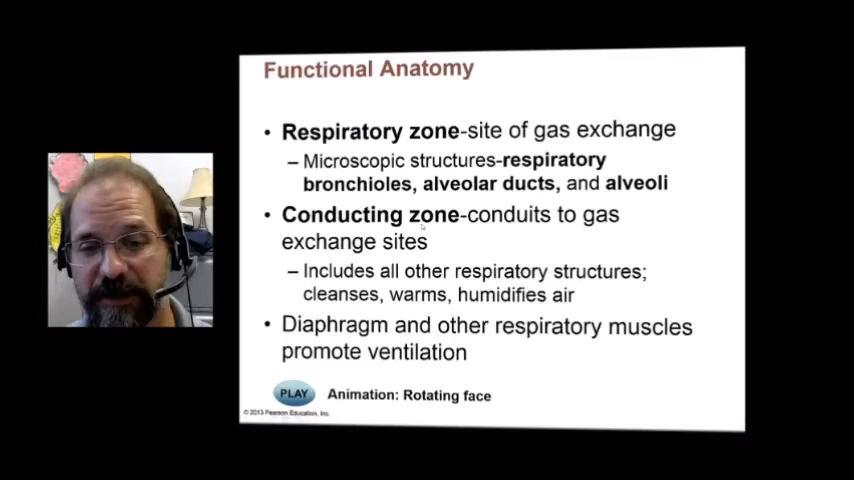 Functional Anatomy
• Respiratory zone-site of gas exchange
– Microscopic structures-respiratory
bronchioles, alveolar ducts, and alveoli
• Conducting zone-conduits to gas
exchange sites
– Includes all other respiratory structures;
cleanses, warms, humidifies air
• Diaphragm and other respiratory muscles
promote ventilation
PLAY Animation: Rotating face
© 2013 Pearson Education, Inc.